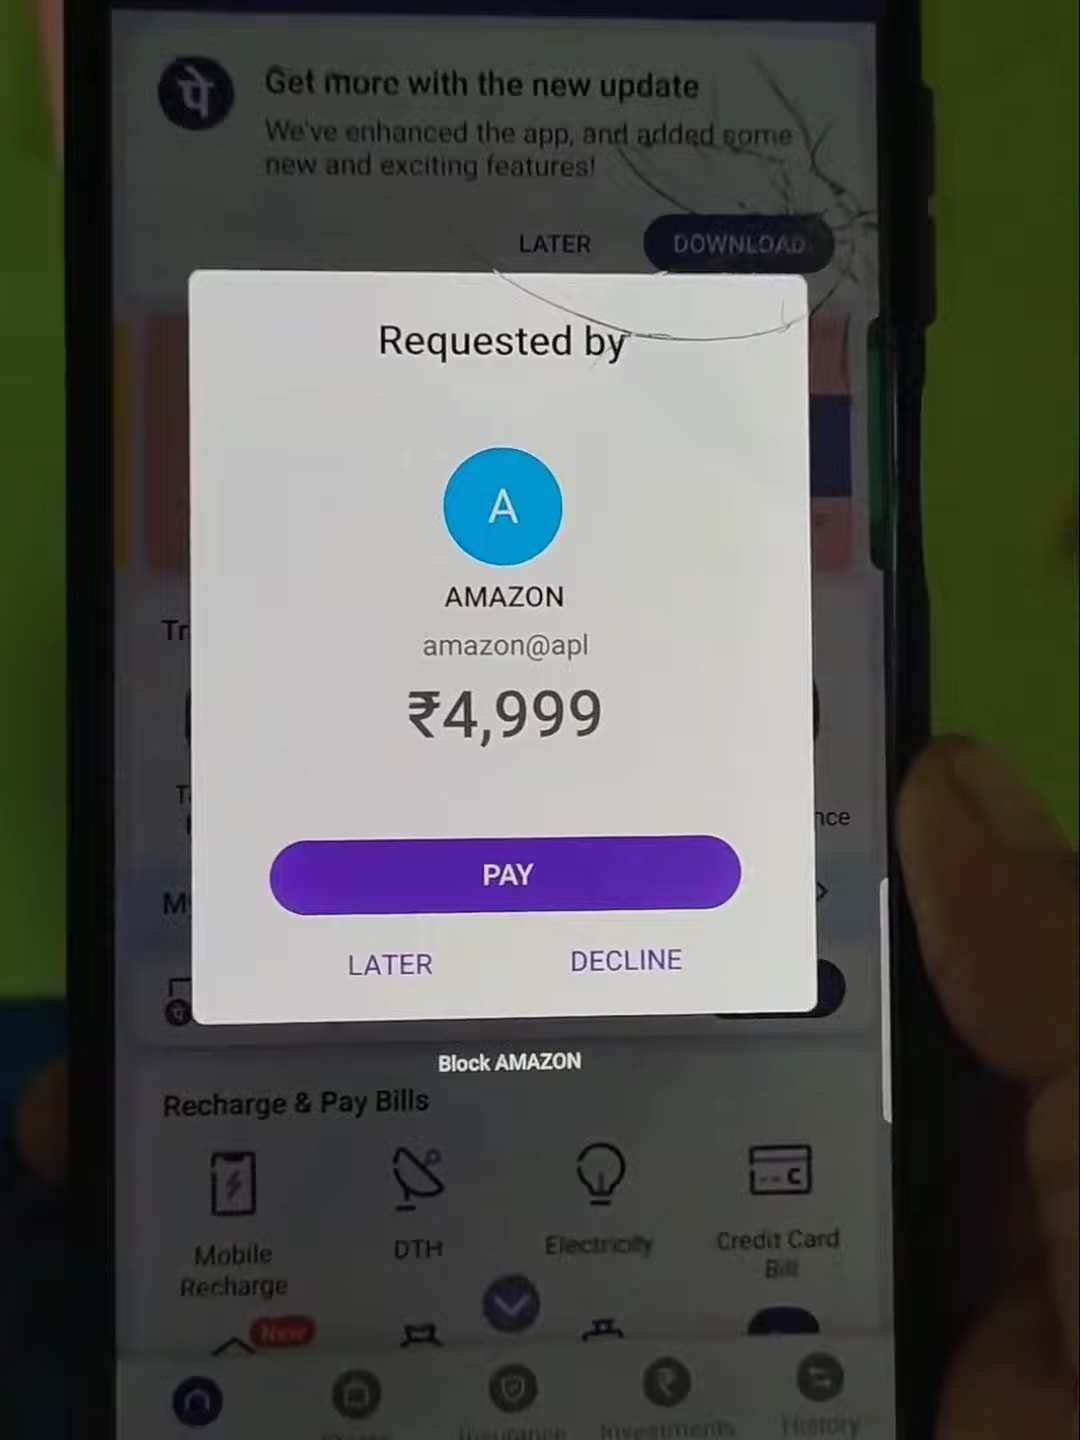 पे
Get more with the new update
We've enhanced the app, and added some
new and exciting features!
LATER DOWNLOAD
Requested by
A
AMAZON
amazon@apl
₹4,999
PAY
LATER DECLINE
Block AMAZON
Recharge & Pay Bills
Mobile
Recharge
DTH
Electricity
Credit Card
Bill
New
Insurance Investments History